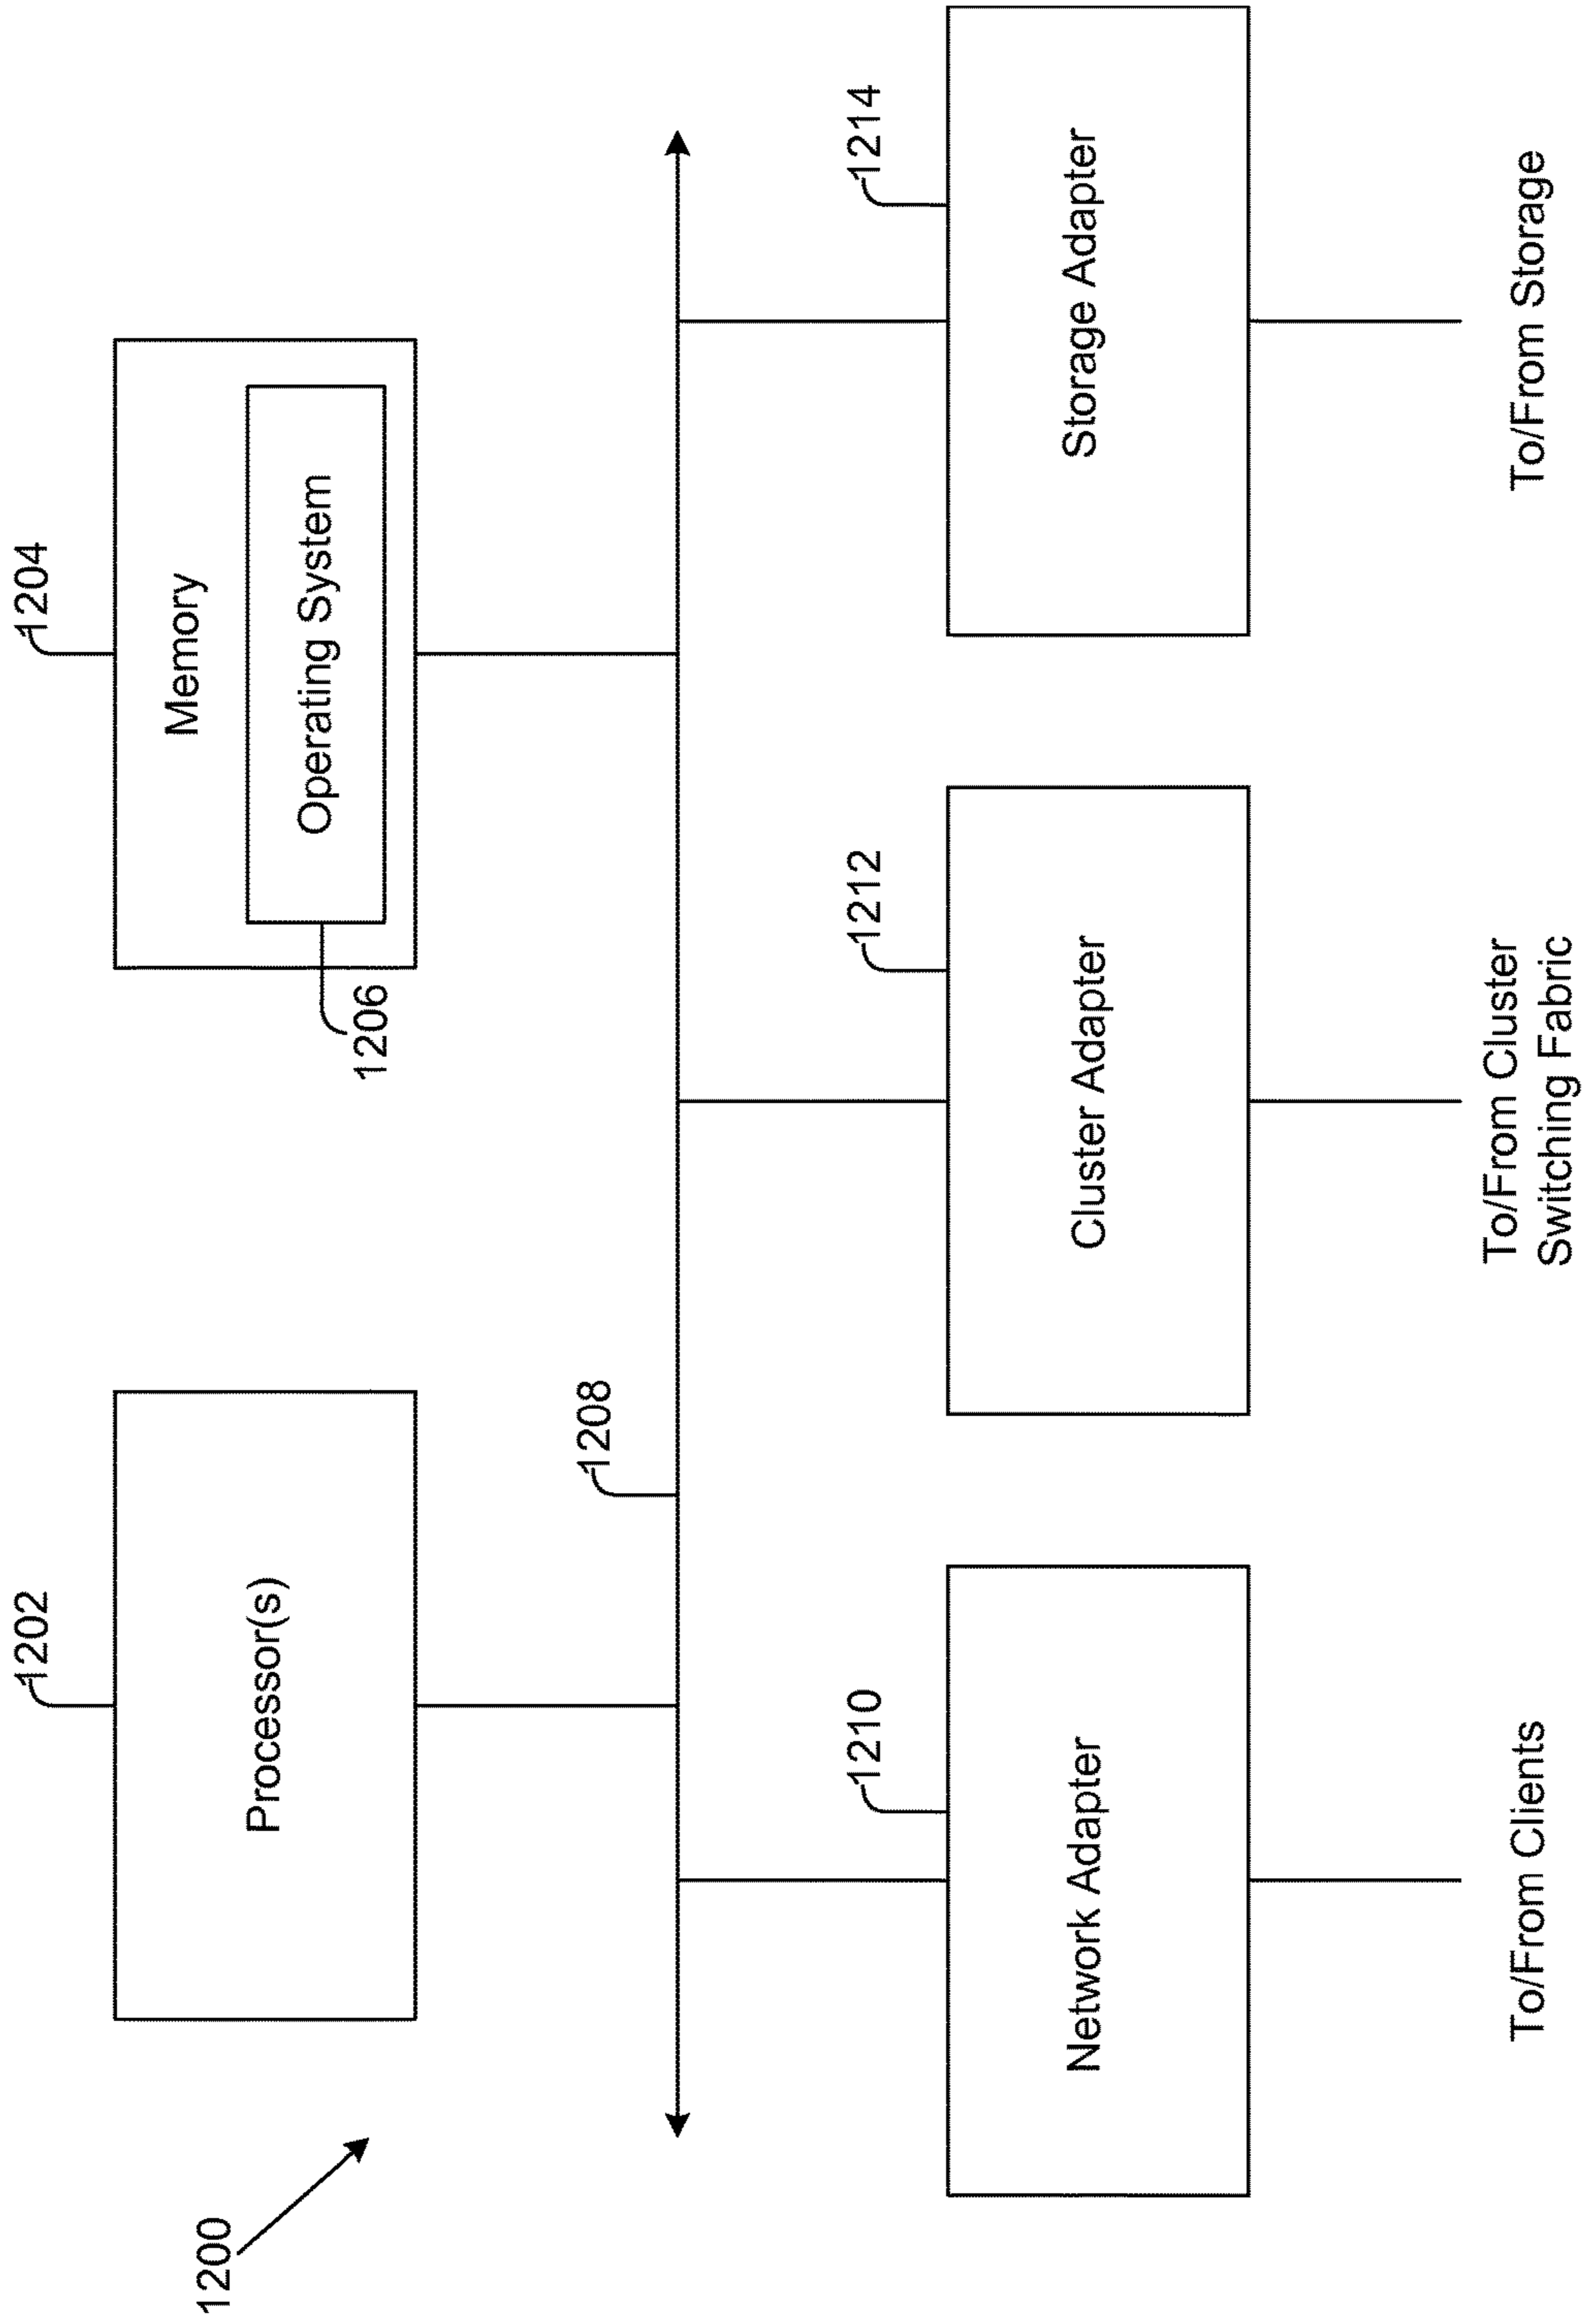 1200
1202
Processor(s)
1204
Memory
Operating System
1206
1208
1210
Network Adapter
1212
Cluster Adapter
1214
Storage Adapter
To/From Clients
To/From Cluster
Switching Fabric
To/From Storage